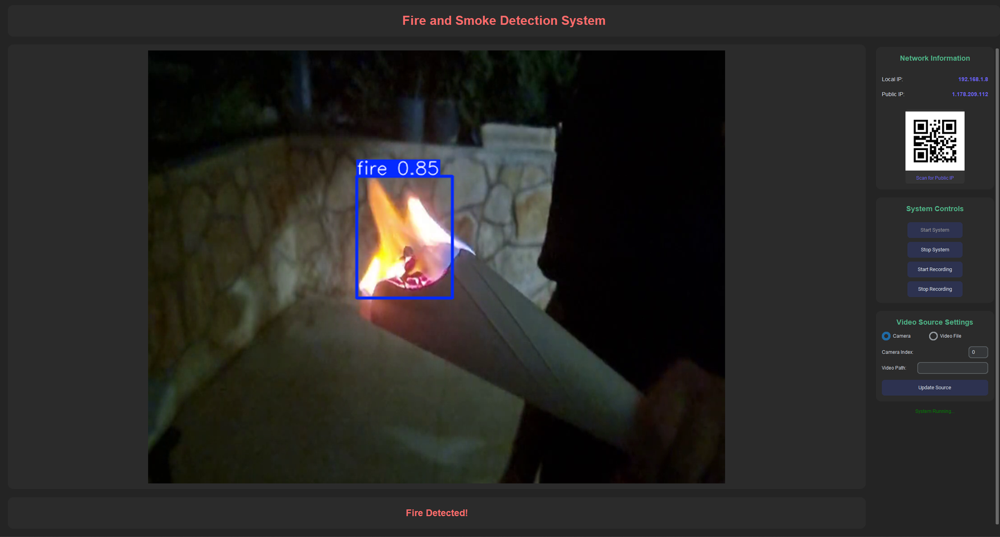 Fire and Smoke Detection System
fire 0.85
Fire Detected!
Network Information
Local IP: 192.168.1.8
Public IP: 1.178.209.112
Scan for Public IP
System Controls
Start System
Stop System
Start Recording
Stop Recording
Video Source Settings
Camera Video File
Camera Index: 0
Video Path:
Update Source
System Running...